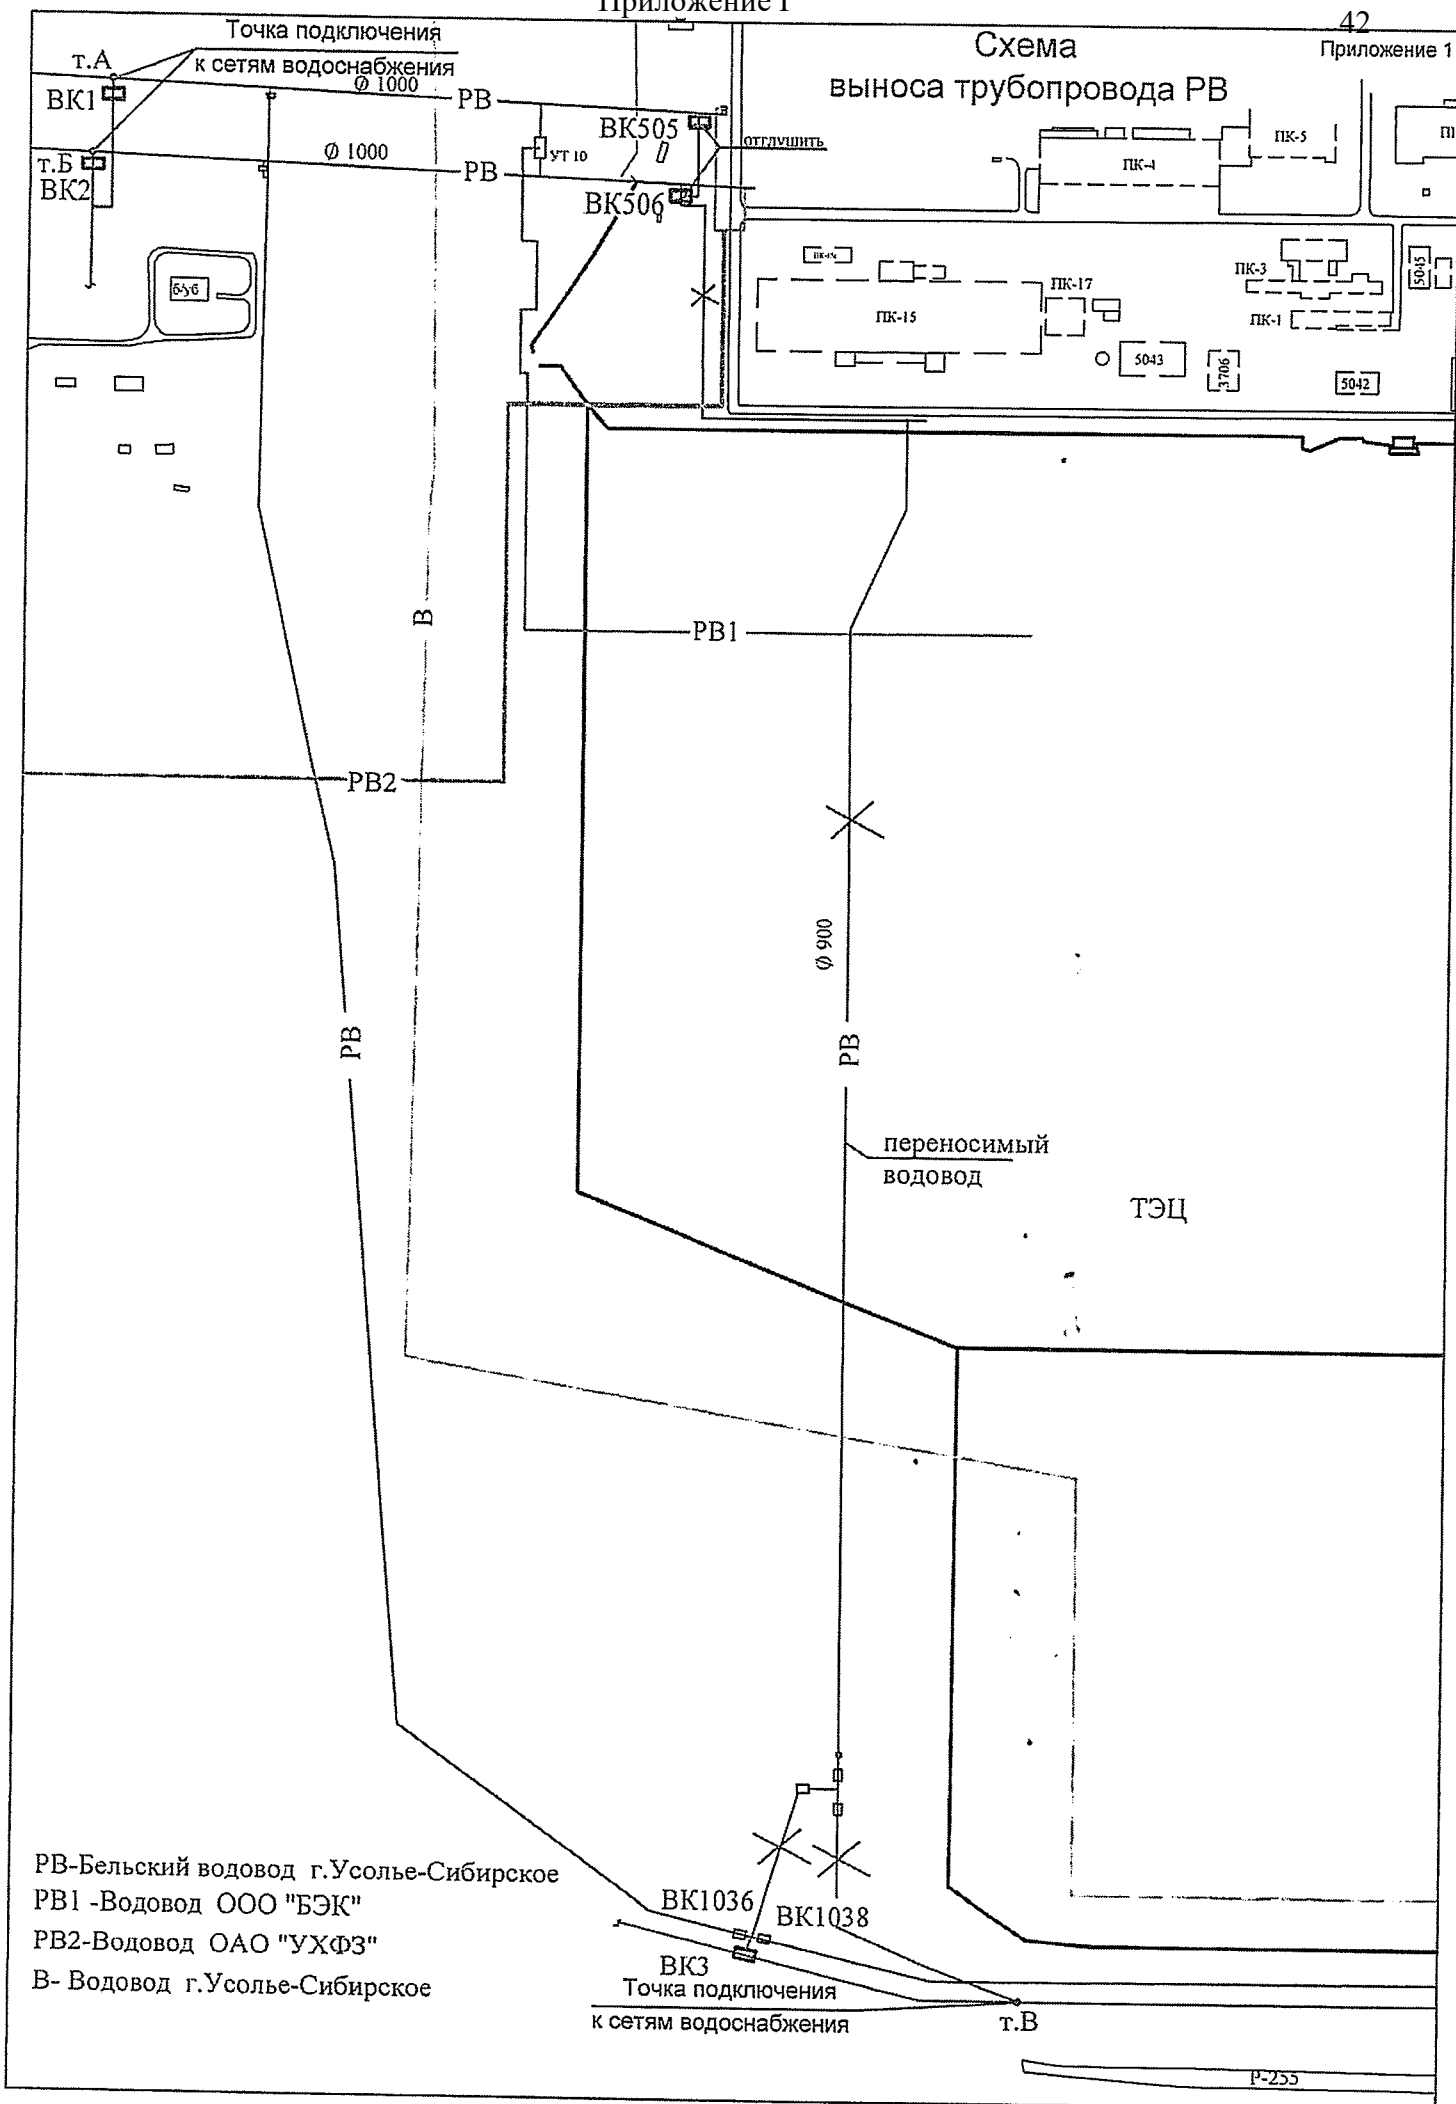 Приложение 1
42
Приложение 1
Схема
выноса трубопровода РВ
Точка подключения
к сетям водоснабжения
т.А
ВК1
Ф 1000
РВ
ВК505
отглушить
УТ 10
т.Б
ВК2
Ф 1000
РВ
ВК506
ПК-4
ПК-5
б/уб
ПК-15
ПК-17
ПК-3
ПК-1
5045
5043
3706
5042
В
РВ1
РВ2
Ф 900
РВ
РВ
переносимый
водовод
ТЭЦ
РВ-Бельский водовод г.Усолье-Сибирское
РВ1 -Водовод ООО "БЭК"
РВ2-Водовод ОАО "УХФЗ"
В- Водовод г.Усолье-Сибирское
ВК1036
ВК1038
ВК3
Точка подключения
к сетям водоснабжения
т.В
Р-255